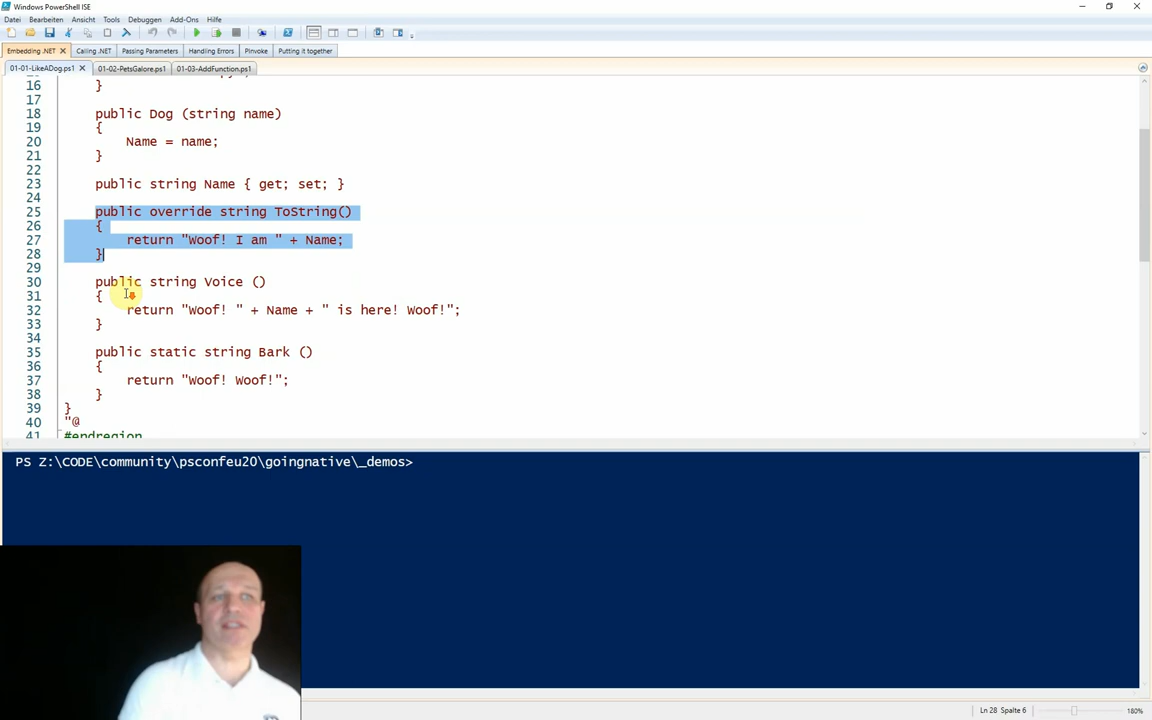 Windows PowerShell ISE
Datei Bearbeiten Ansicht Tools Debuggen Add-Ons Hilfe
Embedding .NET Calling .NET Passing Parameters Handling Errors PInvoke Putting it together
01-01-LikeADog.ps1 01-02-PetsGalore.ps1 01-03-AddFunction.ps1
16 }
17
18 public Dog (string name)
19 {
20 Name = name;
21 }
22
23 public string Name { get; set; }
24
25 public override string ToString()
26 {
27 return "Woof! I am " + Name;
28 }
29
30 public string Voice ()
31 {
32 return "Woof! " + Name + " is here! Woof!";
33 }
34
35 public static string Bark ()
36 {
37 return "Woof! Woof!";
38 }
39 }
40 "@
41 #endregion
PS Z:\CODE\community\psconfeu20\goingnative\_demos>
Ln 28 Spalte 6 180%